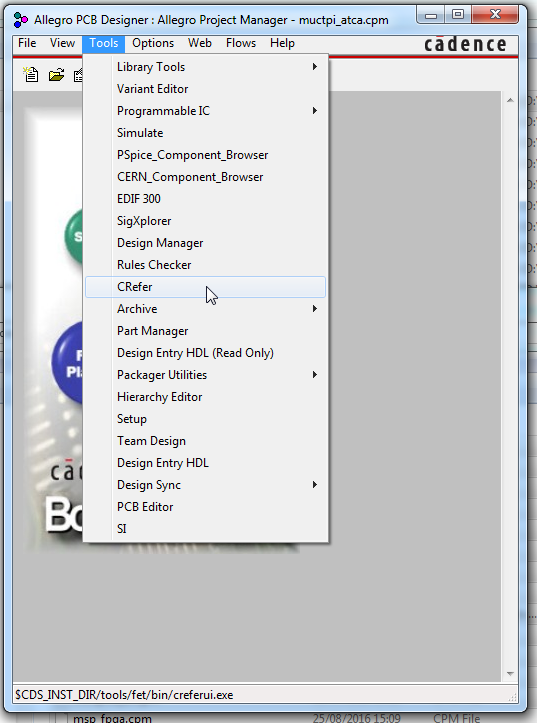 Allegro PCB Designer : Allegro Project Manager - muctpi_atca.cpm
File View Tools Options Web Flows Help
cādence
Library Tools
Variant Editor
Programmable IC
Simulate
PSpice_Component_Browser
CERN_Component_Browser
EDIF 300
SigXplorer
Design Manager
Rules Checker
CRefer
Archive
Part Manager
Design Entry HDL (Read Only)
Packager Utilities
Hierarchy Editor
Setup
Team Design
Design Entry HDL
Design Sync
PCB Editor
SI
$CDS_INST_DIR/tools/fet/bin/creferui.exe
msp_fpga.cpm 25/08/2016 15:09 CPM File